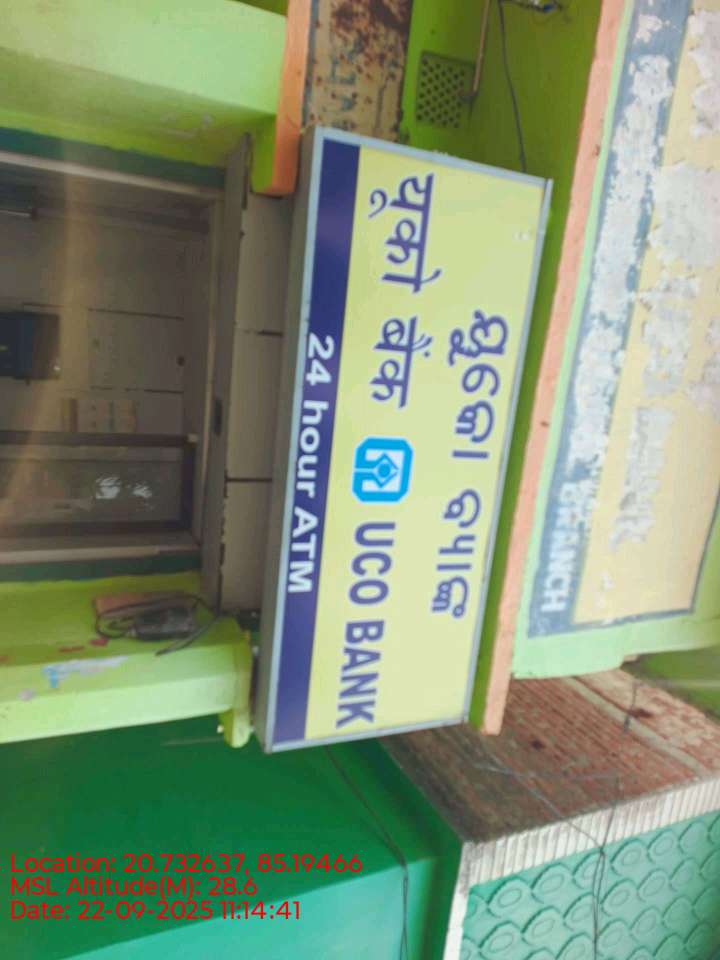 ୟୁକୋ ବ୍ୟାଙ୍କ
यूको बैंक UCO BANK
24 hour ATM
BRANCH
Location: 20.732637, 85.19466
MSL Altitude(M): 28.6
Date: 22-09-2025 11:14:41